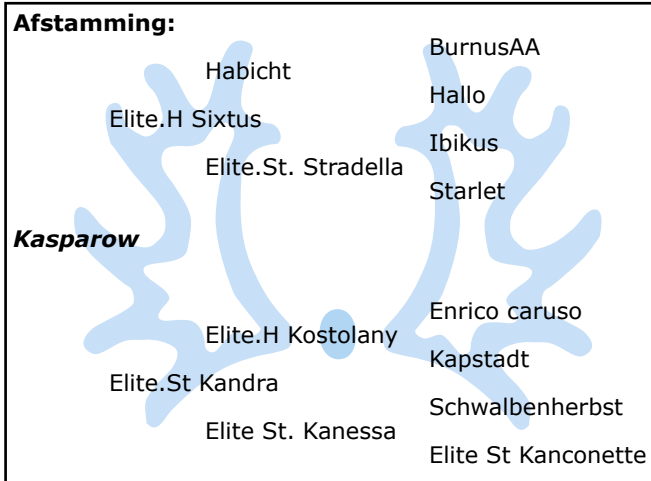 Afstamming:
BurnusAA
Habicht
Hallo
Elite.H Sixtus
Ibikus
Elite.St. Stradella
Starlet
Kasparow
Enrico caruso
Elite.H Kostolany
Kapstadt
Elite.St Kandra
Schwalbenherbst
Elite St. Kanessa
Elite St Kanconette